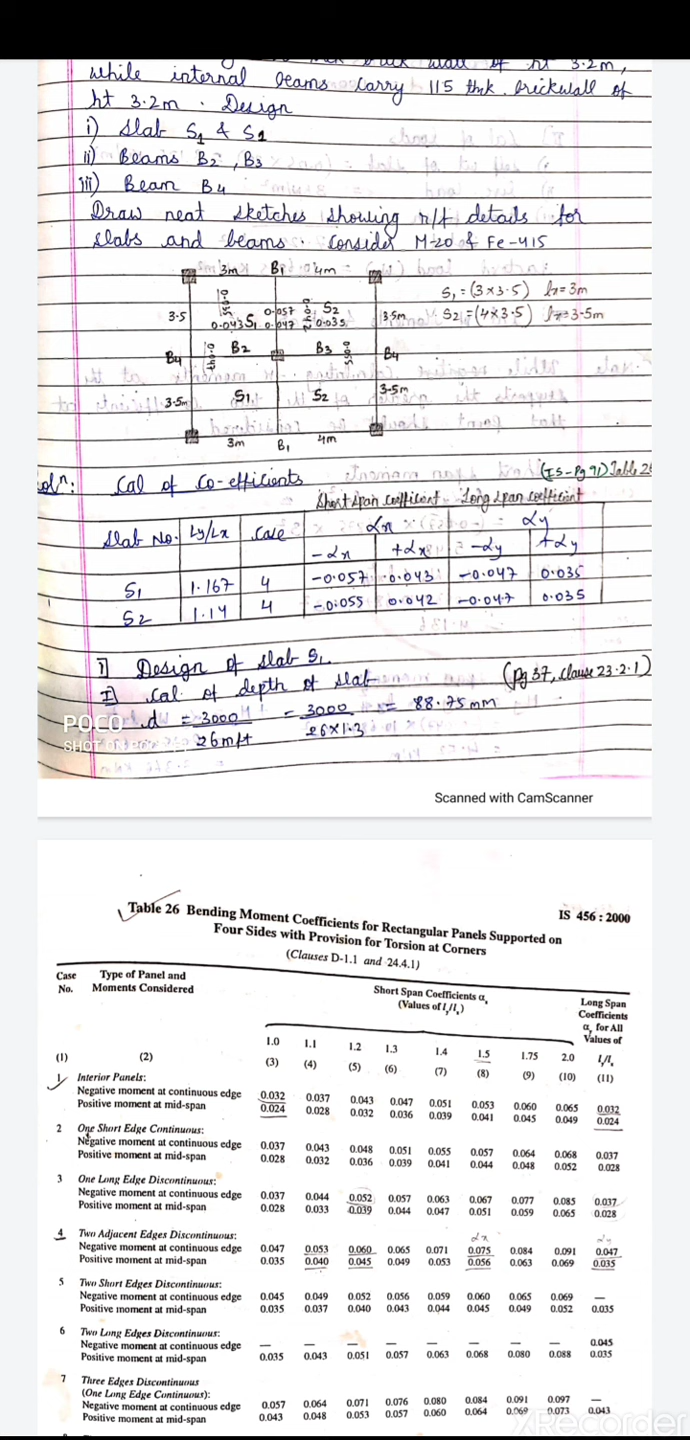 brick wall of ht 3.2m,
while internal beams carry 115 thk brickwall of
ht 3.2m. Design
i) Slab S1 & S2
ii) Beams B2, B3
iii) Beam B4
Draw neat sketches showing r/f details for
slabs and beams. Consider M-20 & Fe-415
3m B1 4m
S1 = (3x3.5) lx=3m
S2 = (4x3.5) lx=3.5m
3.5 0.057 S2 3.5m
0.043 S1 0.047 0.035
B4 B2 B3 B4
3.5m S1 S2 3.5m
3m B1 4m
Soln: Cal of Co-efficients (IS-Pg 91) Table 26
Short span coefficient Long span coefficient
Slab No. Ly/Lx Case αx αy
-αx +αx -αy +αy
S1 1.167 4 -0.057 0.043 -0.047 0.035
S2 1.14 4 -0.055 0.042 -0.047 0.035
1] Design of slab S1
I] Cal of depth of slab (Pg 37, Clause 23.2.1)
d = 3000 = 3000 = 88.75 mm
26 mft 26x1.3
POCO
SHOT
Scanned with CamScanner
Table 26 Bending Moment Coefficients for Rectangular Panels Supported on IS 456 : 2000
Four Sides with Provision for Torsion at Corners
(Clauses D-1.1 and 24.4.1)
Case Type of Panel and Short Span Coefficients αx Long Span
No. Moments Considered (Values of ly/lx) Coefficients
αy for All
Values of
1.0 1.1 1.2 1.3 1.4 1.5 1.75 2.0 ly/lx
(1) (2) (3) (4) (5) (6) (7) (8) (9) (10) (11)
1 Interior Panels:
Negative moment at continuous edge 0.032 0.037 0.043 0.047 0.051 0.053 0.060 0.065 0.032
Positive moment at mid-span 0.024 0.028 0.032 0.036 0.039 0.041 0.045 0.049 0.024
2 One Short Edge Continuous:
Negative moment at continuous edge 0.037 0.043 0.048 0.051 0.055 0.057 0.064 0.068 0.037
Positive moment at mid-span 0.028 0.032 0.036 0.039 0.041 0.044 0.048 0.052 0.028
3 One Long Edge Discontinuous:
Negative moment at continuous edge 0.037 0.044 0.052 0.057 0.063 0.067 0.077 0.085 0.037
Positive moment at mid-span 0.028 0.033 0.039 0.044 0.047 0.051 0.059 0.065 0.028
4 Two Adjacent Edges Discontinuous: αx αy
Negative moment at continuous edge 0.047 0.053 0.060 0.065 0.071 0.075 0.084 0.091 0.047
Positive moment at mid-span 0.035 0.040 0.045 0.049 0.053 0.056 0.063 0.069 0.035
5 Two Short Edges Discontinuous:
Negative moment at continuous edge 0.045 0.049 0.052 0.056 0.059 0.060 0.065 0.069 —
Positive moment at mid-span 0.035 0.037 0.040 0.043 0.044 0.045 0.049 0.052 0.035
6 Two Long Edges Discontinuous:
Negative moment at continuous edge — — — — — — — — 0.045
Positive moment at mid-span 0.035 0.043 0.051 0.057 0.063 0.068 0.080 0.088 0.035
7 Three Edges Discontinuous
(One Long Edge Continuous):
Negative moment at continuous edge 0.057 0.064 0.071 0.076 0.080 0.084 0.091 0.097 —
Positive moment at mid-span 0.043 0.048 0.053 0.057 0.060 0.064 0.069 0.073 0.043
XRecorder